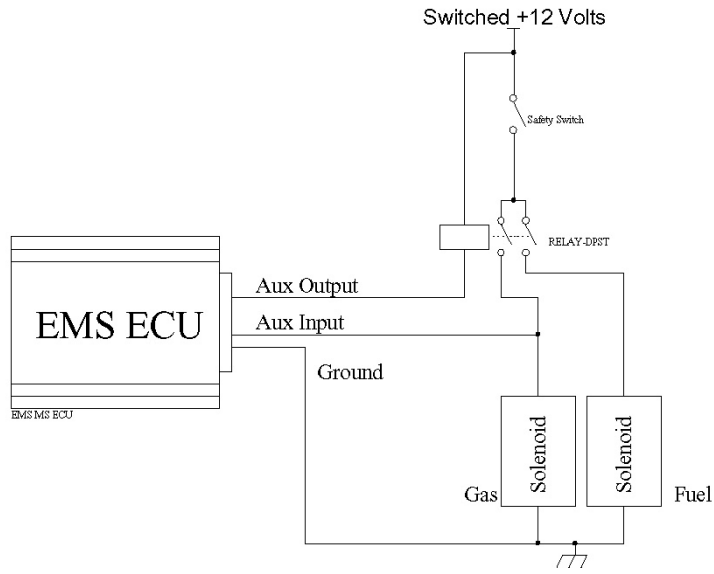 Switched +12 Volts
Safety Switch
RELAY-DPST
Aux Output
EMS ECU
Aux Input
Ground
EMS MS ECU
Solenoid
Solenoid
Gas
Fuel